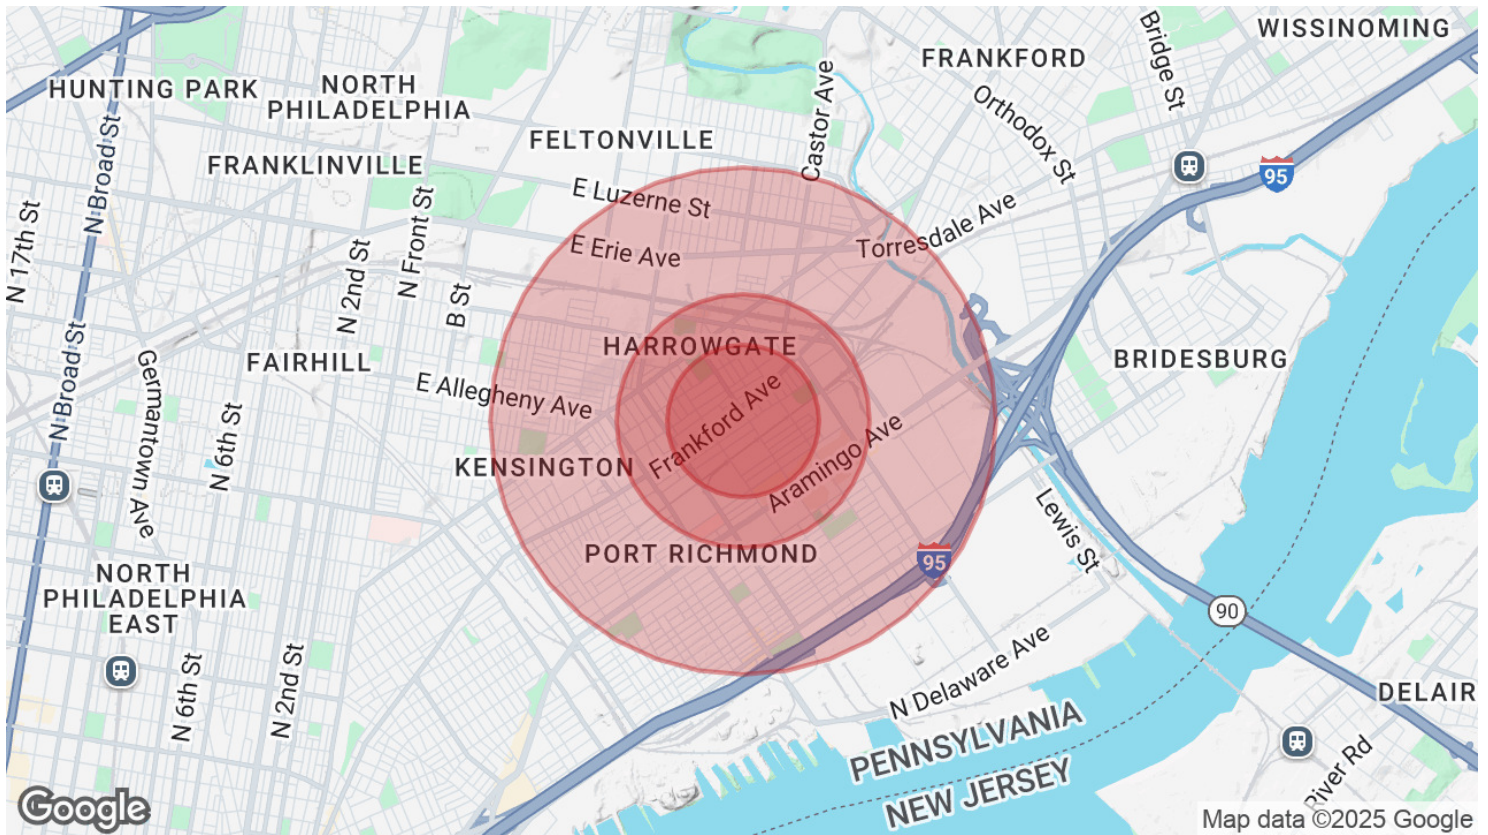 WISSINOMING
Bridge St
FRANKFORD
HUNTING PARK
NORTH
PHILADELPHIA
Castor Ave
Orthodox St
FELTONVILLE
N Broad St
FRANKLINVILLE
95
E Luzerne St
N Front St
N 17th St
Torresdale Ave
E Erie Ave
N 2nd St
B St
HARROWGATE
N Broad St
Germantown Ave
FAIRHILL
BRIDESBURG
E Allegheny Ave
Frankford Ave
N 6th St
Aramingo Ave
KENSINGTON
Lewis St
PORT RICHMOND
95
NORTH
PHILADELPHIA
EAST
90
N 6th St
N 2nd St
N Delaware Ave
DELAIR
PENNSYLVANIA
NEW JERSEY
River Rd
Google
Map data ©2025 Google